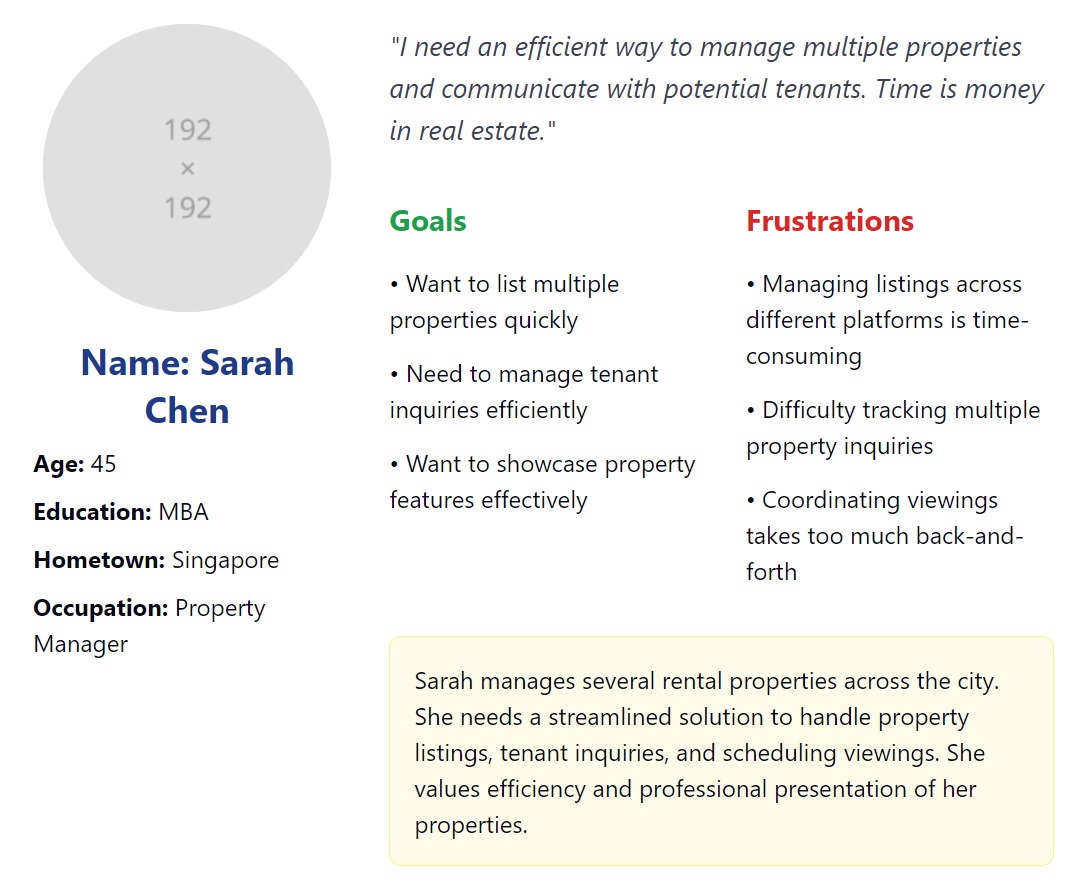 192
×
192
Name: Sarah
Chen
Age: 45
Education: MBA
Hometown: Singapore
Occupation: Property
Manager
"I need an efficient way to manage multiple properties
and communicate with potential tenants. Time is money
in real estate."
Goals
• Want to list multiple
properties quickly
• Need to manage tenant
inquiries efficiently
• Want to showcase property
features effectively
Frustrations
• Managing listings across
different platforms is time-
consuming
• Difficulty tracking multiple
property inquiries
• Coordinating viewings
takes too much back-and-
forth
Sarah manages several rental properties across the city.
She needs a streamlined solution to handle property
listings, tenant inquiries, and scheduling viewings. She
values efficiency and professional presentation of her
properties.